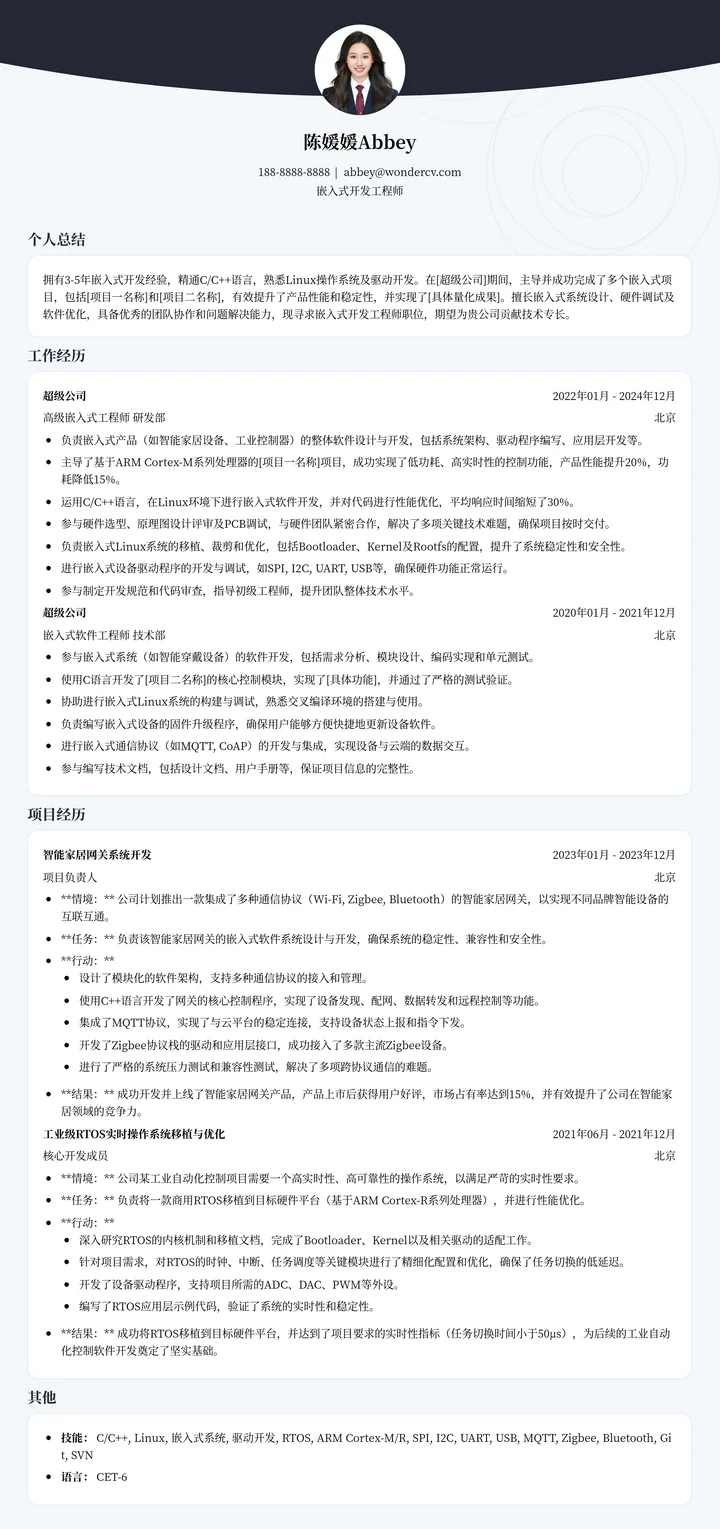 陈媛媛Abbey
188-8888-8888 | abbey@wondercv.com
嵌入式开发工程师
个人总结
拥有3-5年嵌入式开发经验，精通C/C++语言，熟悉Linux操作系统及驱动开发。在[超级公司]期间，主导并成功完成了多个嵌入式项
目，包括[项目一名称]和[项目二名称]，有效提升了产品性能和稳定性，并实现了[具体量化成果]。擅长嵌入式系统设计、硬件调试及
软件优化，具备优秀的团队协作和问题解决能力，现寻求嵌入式开发工程师职位，期望为贵公司贡献技术专长。
工作经历
超级公司 2022年01月 - 2024年12月
高级嵌入式工程师 研发部 北京
• 负责嵌入式产品（如智能家居设备、工业控制器）的整体软件设计与开发，包括系统架构、驱动程序编写、应用层开发等。
• 主导了基于ARM Cortex-M系列处理器的[项目一名称]项目，成功实现了低功耗、高实时性的控制功能，产品性能提升20%，功
耗降低15%。
• 运用C/C++语言，在Linux环境下进行嵌入式软件开发，并对代码进行性能优化，平均响应时间缩短了30%。
• 参与硬件选型、原理图设计评审及PCB调试，与硬件团队紧密合作，解决了多项关键技术难题，确保项目按时交付。
• 负责嵌入式Linux系统的移植、裁剪和优化，包括Bootloader、Kernel及Rootfs的配置，提升了系统稳定性和安全性。
• 进行嵌入式设备驱动程序的开发与调试，如SPI, I2C, UART, USB等，确保硬件功能正常运行。
• 参与制定开发规范和代码审查，指导初级工程师，提升团队整体技术水平。
超级公司 2020年01月 - 2021年12月
嵌入式软件工程师 技术部 北京
• 参与嵌入式系统（如智能穿戴设备）的软件开发，包括需求分析、模块设计、编码实现和单元测试。
• 使用C语言开发了[项目二名称]的核心控制模块，实现了[具体功能]，并通过了严格的测试验证。
• 协助进行嵌入式Linux系统的构建与调试，熟悉交叉编译环境的搭建与使用。
• 负责编写嵌入式设备的固件升级程序，确保用户能够方便快捷地更新设备软件。
• 进行嵌入式通信协议（如MQTT, CoAP）的开发与集成，实现设备与云端的数据交互。
• 参与编写技术文档，包括设计文档、用户手册等，保证项目信息的完整性。
项目经历
智能家居网关系统开发 2023年01月 - 2023年12月
项目负责人 北京
• **情境：** 公司计划推出一款集成了多种通信协议（Wi-Fi, Zigbee, Bluetooth）的智能家居网关，以实现不同品牌智能设备的
互联互通。
• **任务：** 负责该智能家居网关的嵌入式软件系统设计与开发，确保系统的稳定性、兼容性和安全性。
• **行动：**
• 设计了模块化的软件架构，支持多种通信协议的接入和管理。
• 使用C++语言开发了网关的核心控制程序，实现了设备发现、配网、数据转发和远程控制等功能。
• 集成了MQTT协议，实现了与云平台的稳定连接，支持设备状态上报和指令下发。
• 开发了Zigbee协议栈的驱动和应用层接口，成功接入了多款主流Zigbee设备。
• 进行了严格的系统压力测试和兼容性测试，解决了多项跨协议通信的难题。
• **结果：** 成功开发并上线了智能家居网关产品，产品上市后获得用户好评，市场占有率达到15%，并有效提升了公司在智能家
居领域的竞争力。
工业级RTOS实时操作系统移植与优化 2021年06月 - 2021年12月
核心开发成员 北京
• **情境：** 公司某工业自动化控制项目需要一个高实时性、高可靠性的操作系统，以满足严苛的实时性要求。
• **任务：** 负责将一款商用RTOS移植到目标硬件平台（基于ARM Cortex-R系列处理器），并进行性能优化。
• **行动：**
• 深入研究RTOS的内核机制和移植文档，完成了Bootloader、Kernel以及相关驱动的适配工作。
• 针对项目需求，对RTOS的时钟、中断、任务调度等关键模块进行了精细化配置和优化，确保了任务切换的低延迟。
• 开发了设备驱动程序，支持项目所需的ADC、DAC、PWM等外设。
• 编写了RTOS应用层示例代码，验证了系统的实时性和稳定性。
• **结果：** 成功将RTOS移植到目标硬件平台，并达到了项目要求的实时性指标（任务切换时间小于50μs），为后续的工业自动
化控制软件开发奠定了坚实基础。
其他
• 技能： C/C++, Linux, 嵌入式系统, 驱动开发, RTOS, ARM Cortex-M/R, SPI, I2C, UART, USB, MQTT, Zigbee, Bluetooth, Gi
t, SVN
• 语言： CET-6